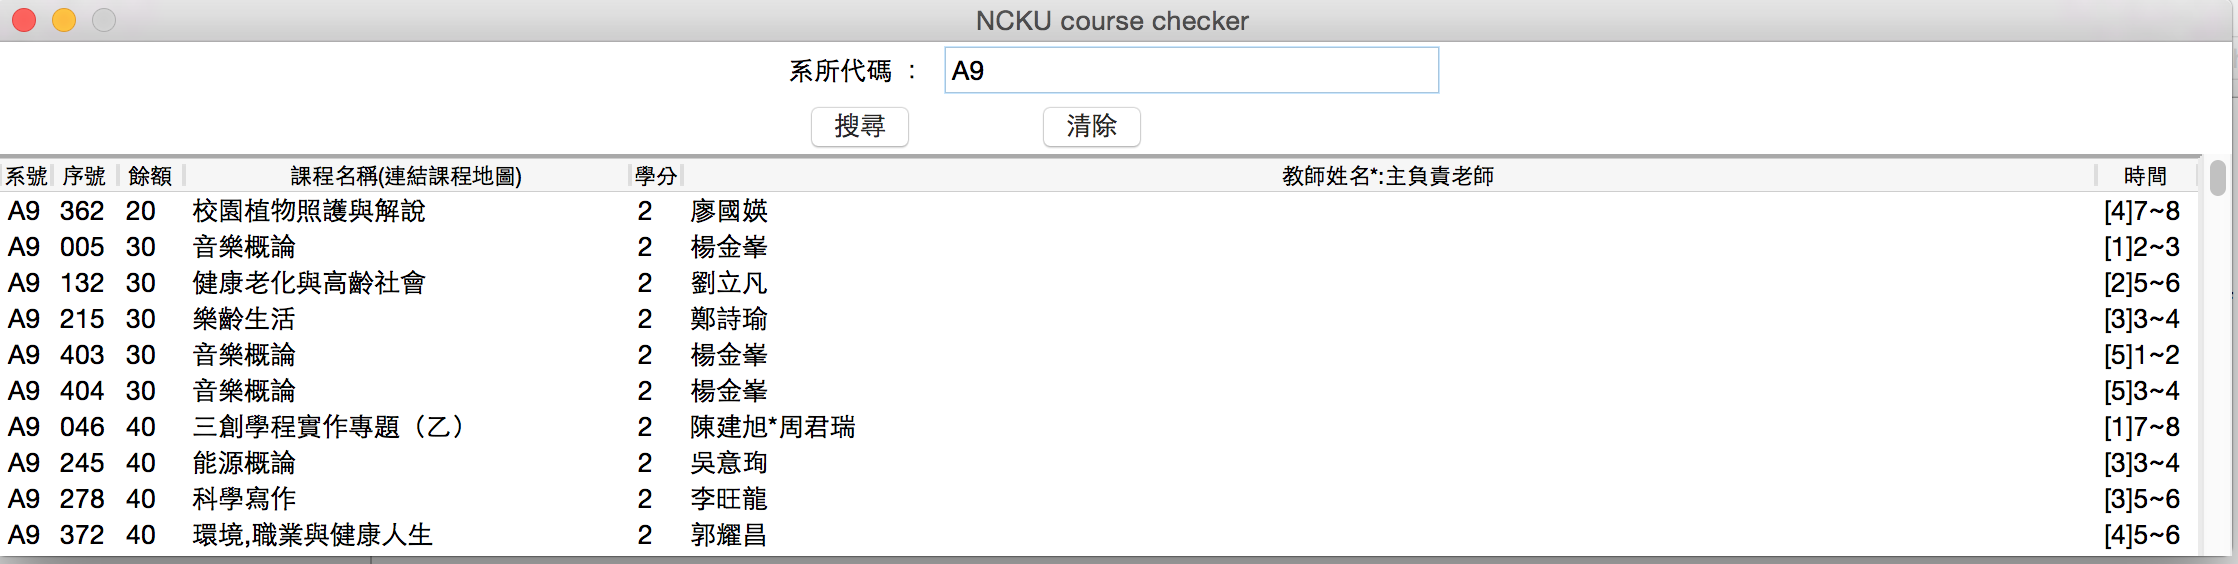 NCKU course checker
系所代碼 : A9
搜尋 清除
系號 序號 餘額 課程名稱(連結課程地圖) 學分 教師姓名*:主負責老師 時間
A9 362 20 校園植物照護與解說 2 廖國媖 [4]7~8
A9 005 30 音樂概論 2 楊金峯 [1]2~3
A9 132 30 健康老化與高齡社會 2 劉立凡 [2]5~6
A9 215 30 樂齡生活 2 鄭詩瑜 [3]3~4
A9 403 30 音樂概論 2 楊金峯 [5]1~2
A9 404 30 音樂概論 2 楊金峯 [5]3~4
A9 046 40 三創學程實作專題（乙） 2 陳建旭*周君瑞 [1]7~8
A9 245 40 能源概論 2 吳意珣 [3]3~4
A9 278 40 科學寫作 2 李旺龍 [3]5~6
A9 372 40 環境,職業與健康人生 2 郭耀昌 [4]5~6